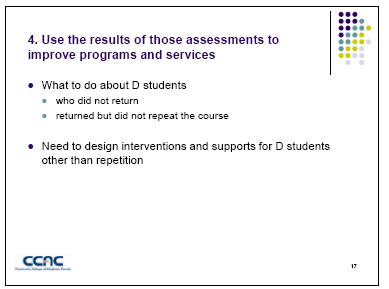 4. Use the results of those assessments to
improve programs and services
What to do about D students
who did not return
returned but did not repeat the course
Need to design interventions and supports for D students
other than repetition
CCAC
Community College of Allegheny County
17